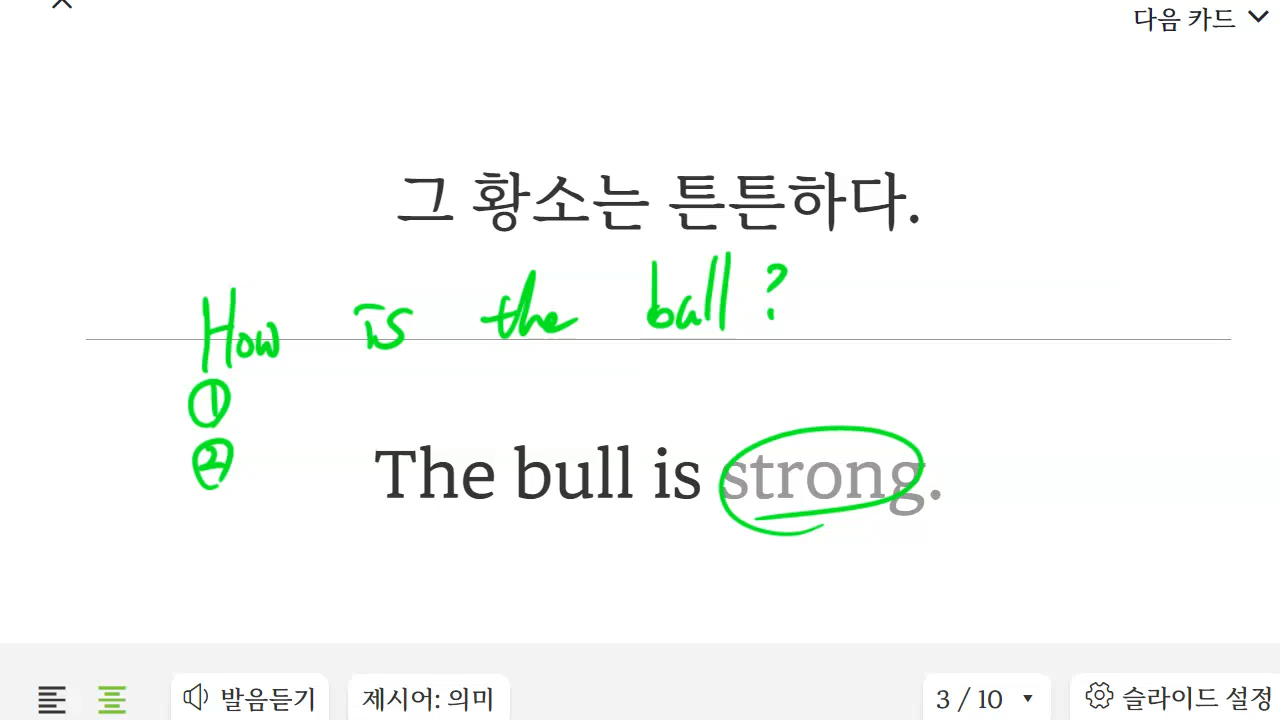 다음 카드
그 황소는 튼튼하다.
How is the ball?
①
②
The bull is strong.
발음듣기 제시어: 의미 3 / 10 슬라이드 설정